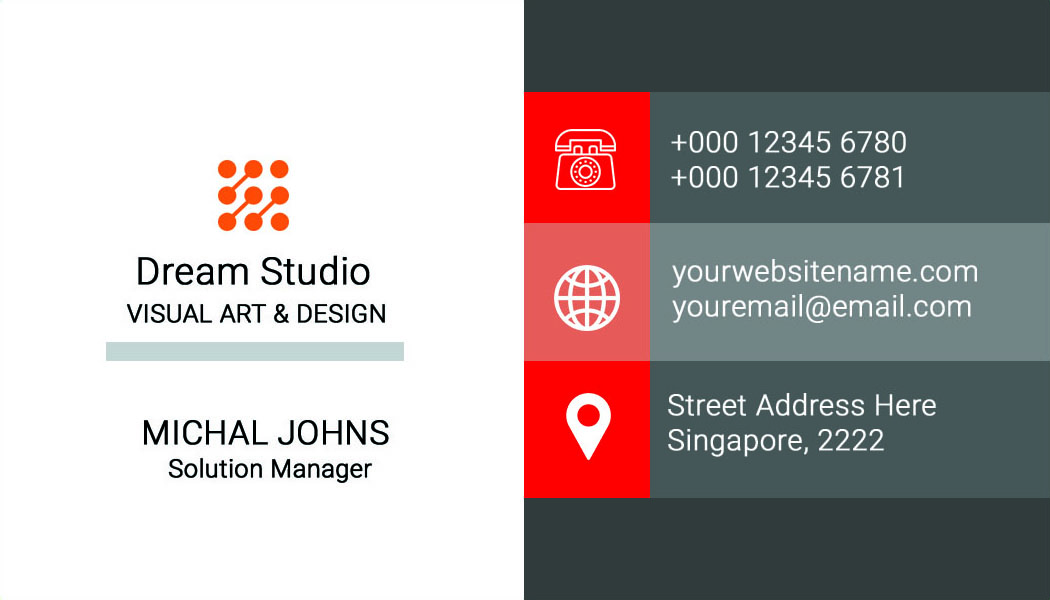 Dream Studio
VISUAL ART & DESIGN
MICHAL JOHNS
Solution Manager
+000 12345 6780
+000 12345 6781
yourwebsitename.com
youremail@email.com
Street Address Here
Singapore, 2222